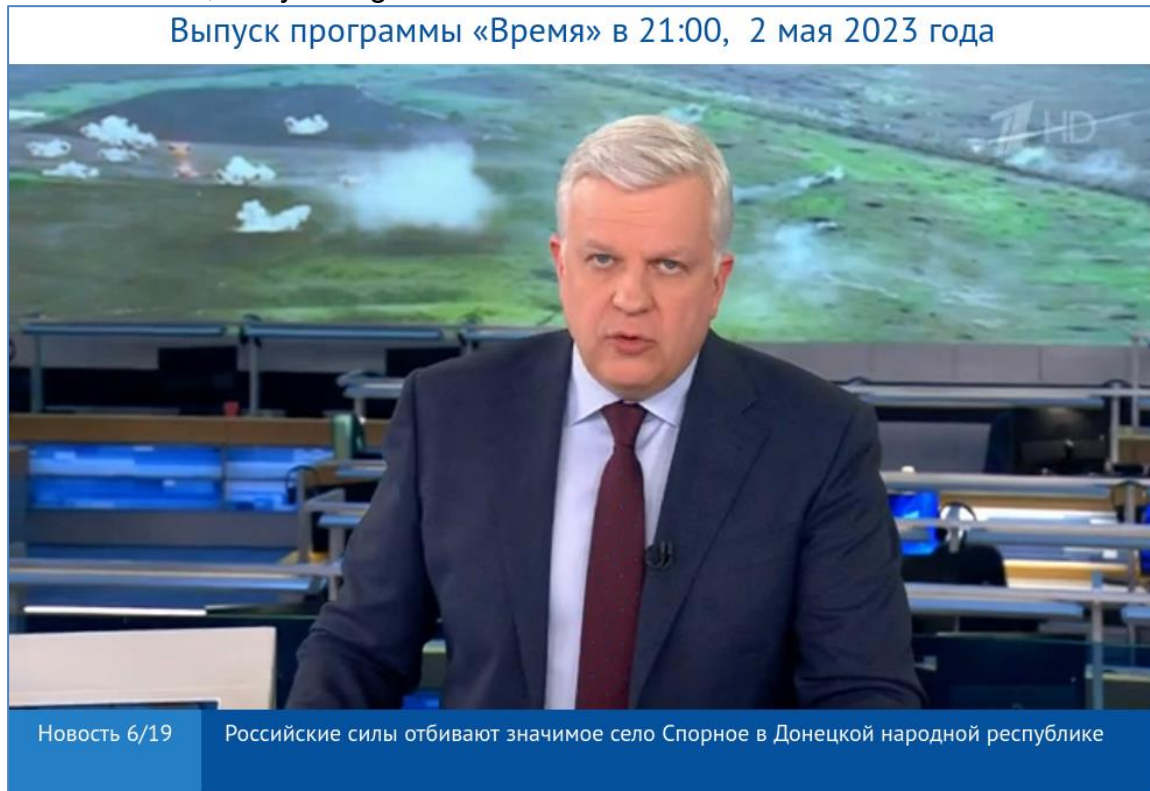 Выпуск программы «Время» в 21:00, 2 мая 2023 года
HD
Новость 6/19
Российские силы отбивают значимое село Спорное в Донецкой народной республике